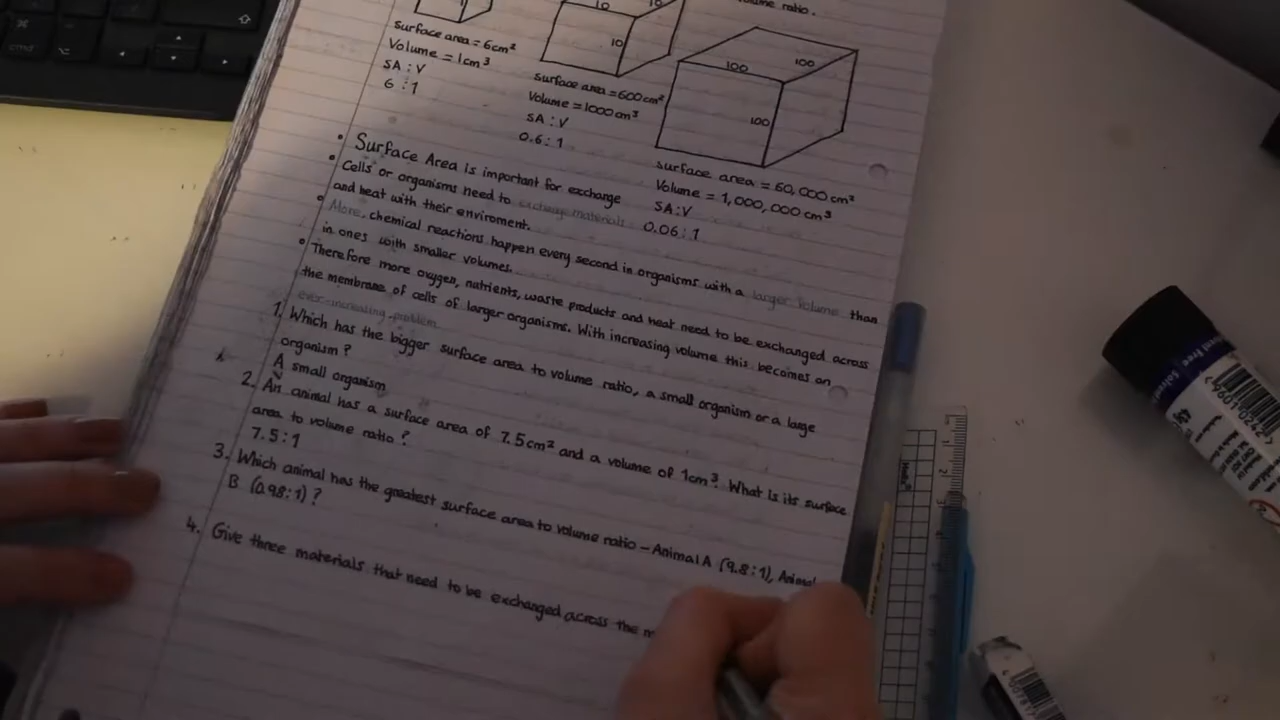 volume ratio.
10
10
10
100
100
100
Surface area = 6cm²
Volume = 1cm³
SA : V
6 : 1
Surface area = 600cm²
Volume = 1000cm³
SA : V
0.6 : 1
Surface area = 60,000cm²
Volume = 1,000,000cm³
SA : V
0.06 : 1
• Surface Area is important for exchange
• Cells or organisms need to exchange materials
and heat with their enviroment.
• More chemical reactions happen every second in organisms with a larger volume than
in ones with smaller volumes.
• Therefore more oxygen, nutrients, waste products and heat need to be exchanged across
the membrane of cells of larger organisms. With increasing volume this becomes an
ever-increasing problem
1. Which has the bigger surface area to volume ratio, a small organism or a large
organism?
A small organism
2. An animal has a surface area of 7.5cm² and a volume of 1cm³. What is its surface
area to volume ratio?
7.5:1
3. Which animal has the greatest surface area to volume ratio - Animal A (9.8:1), Animal
B (0.98:1)?
4. Give three materials that need to be exchanged across the m
cmd